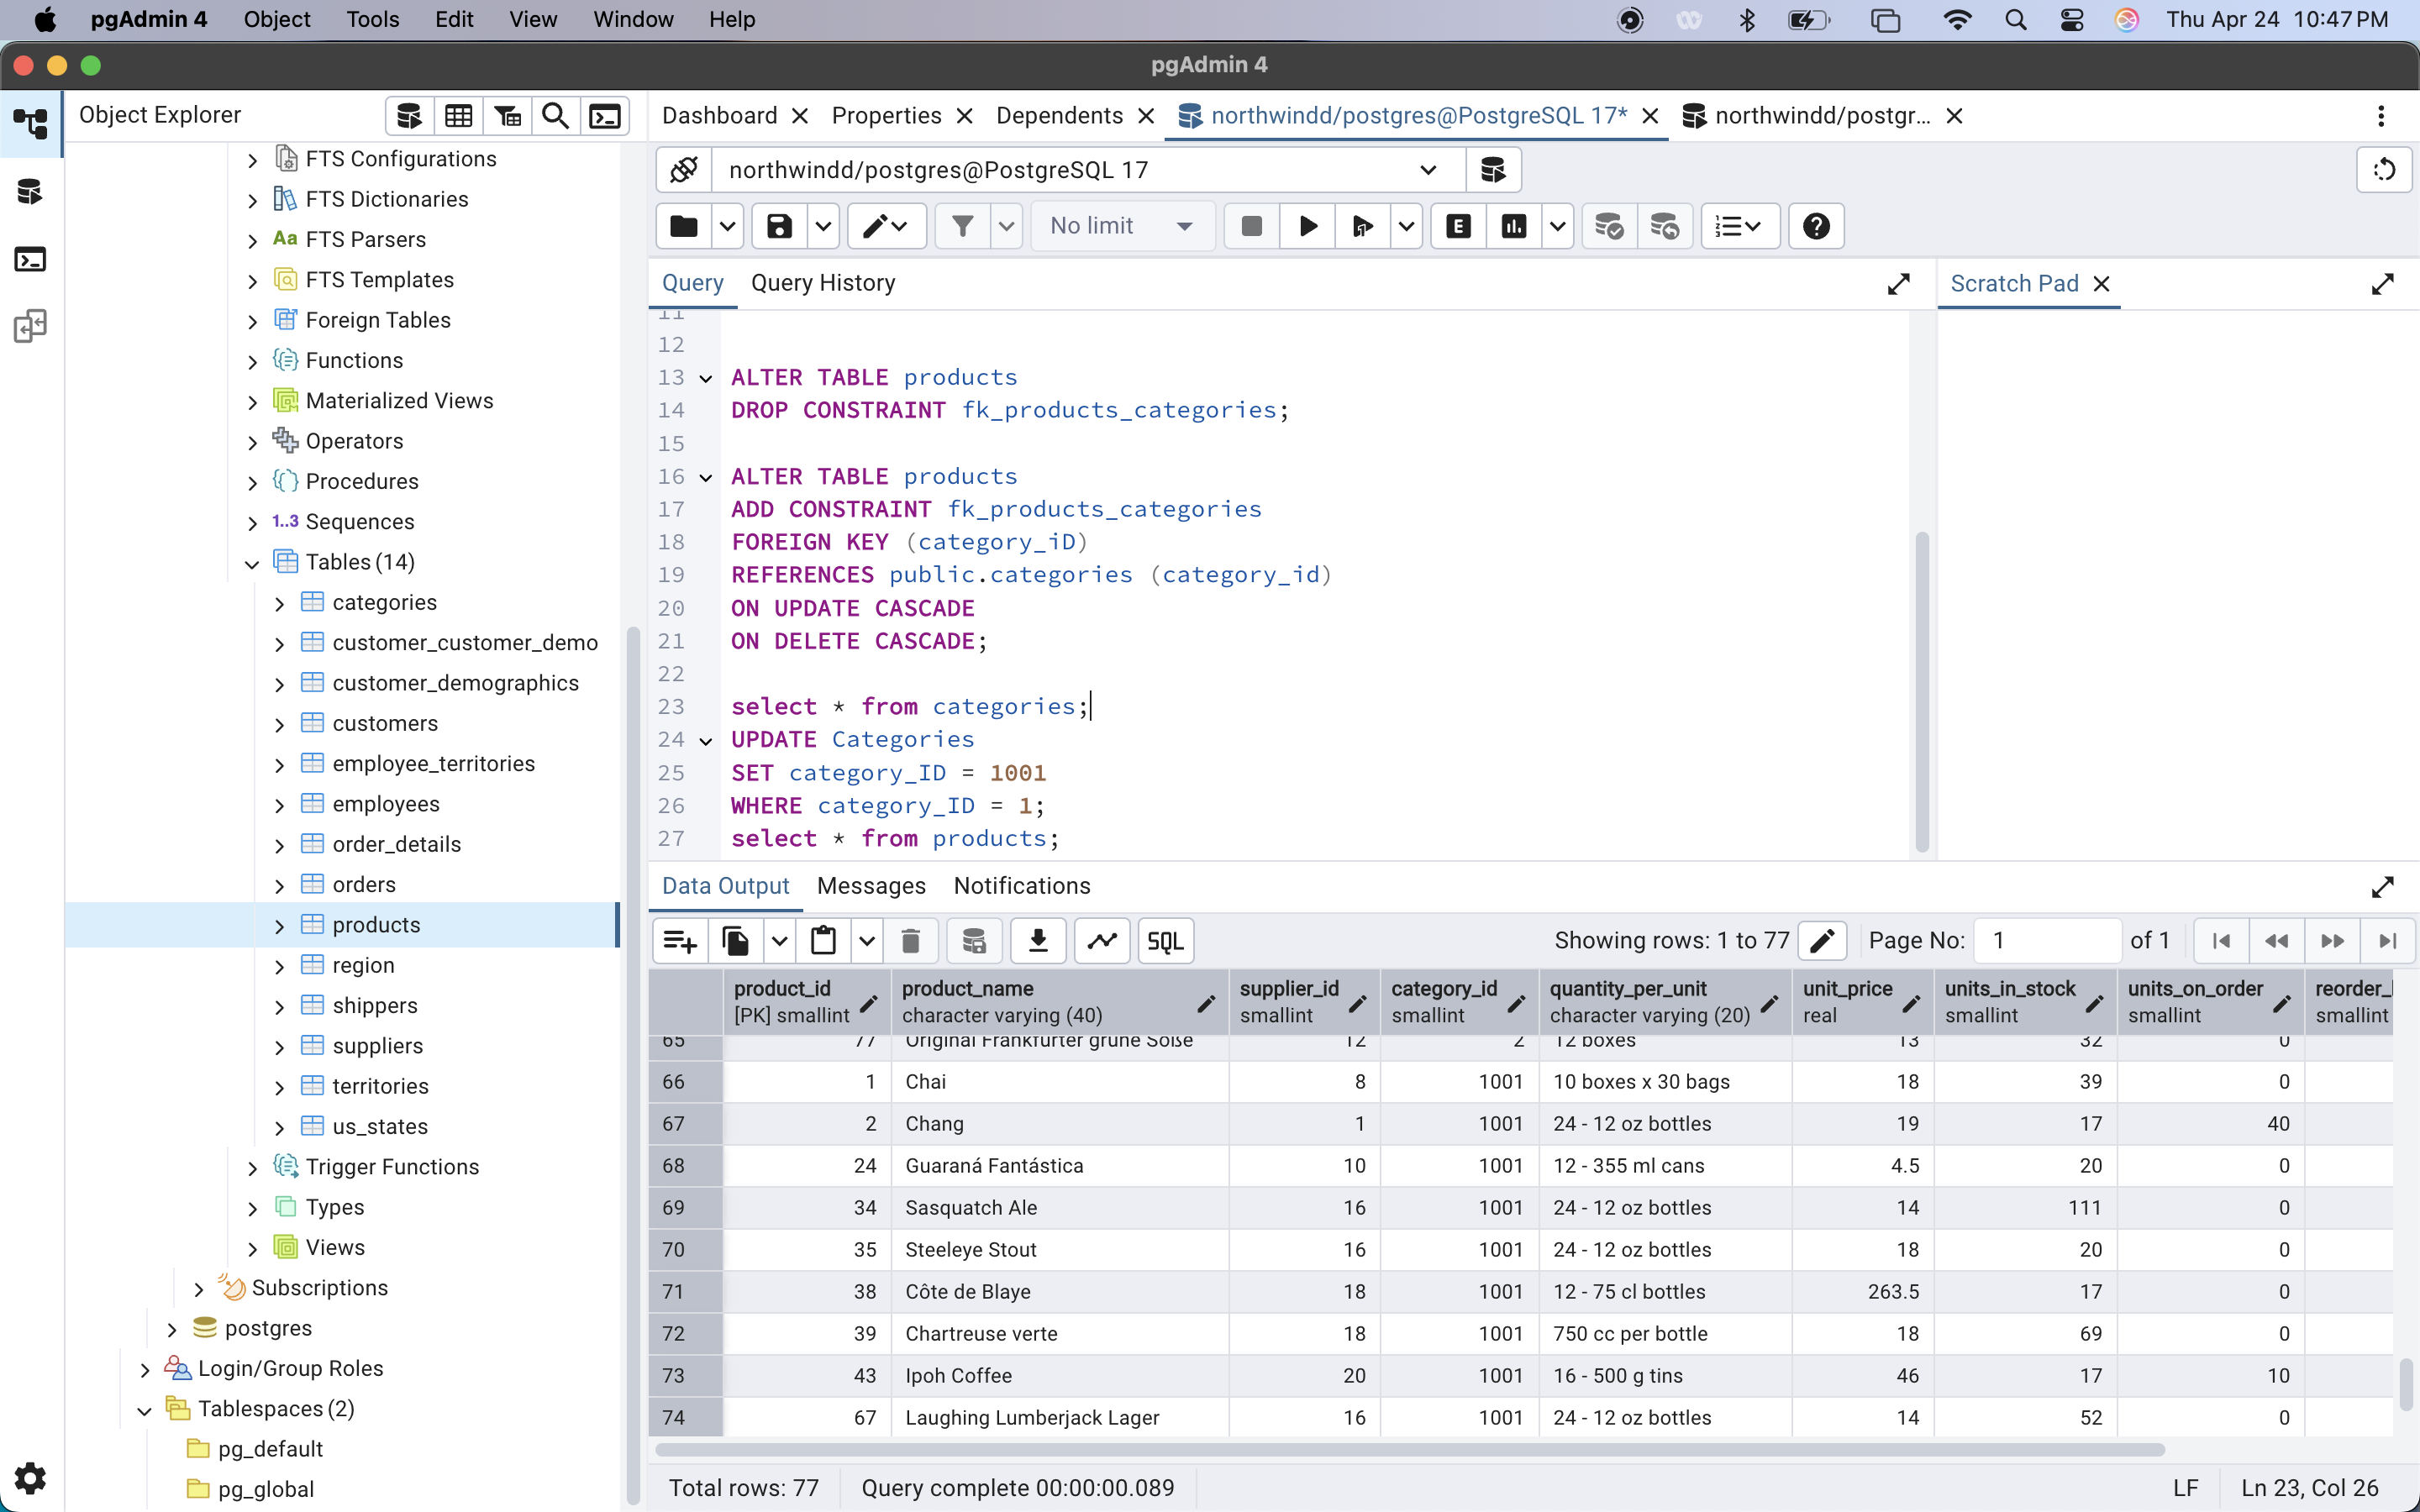 pgAdmin 4 Object Tools Edit View Window Help Thu Apr 24 10:47 PM
pgAdmin 4
Object Explorer
FTS Configurations
FTS Dictionaries
Aa FTS Parsers
FTS Templates
Foreign Tables
Functions
Materialized Views
Operators
Procedures
1..3 Sequences
Tables (14)
categories
customer_customer_demo
customer_demographics
customers
employee_territories
employees
order_details
orders
products
region
shippers
suppliers
territories
us_states
Trigger Functions
Types
Views
Subscriptions
postgres
Login/Group Roles
Tablespaces (2)
pg_default
pg_global
Dashboard Properties Dependents northwindd/postgres@PostgreSQL 17* northwindd/postgr...
northwindd/postgres@PostgreSQL 17
No limit E
Query Query History Scratch Pad
11
12
13 ALTER TABLE products
14 DROP CONSTRAINT fk_products_categories;
15
16 ALTER TABLE products
17 ADD CONSTRAINT fk_products_categories
18 FOREIGN KEY (category_iD)
19 REFERENCES public.categories (category_id)
20 ON UPDATE CASCADE
21 ON DELETE CASCADE;
22
23 select * from categories;
24 UPDATE Categories
25 SET category_ID = 1001
26 WHERE category_ID = 1;
27 select * from products;
Data Output Messages Notifications
SQL Showing rows: 1 to 77 Page No: 1 of 1
product_id product_name supplier_id category_id quantity_per_unit unit_price units_in_stock units_on_order reorder_
[PK] smallint character varying (40) smallint smallint character varying (20) real smallint smallint smallint
65 77 Original Frankfurter grüne Soße 12 2 12 boxes 13 32 0
66 1 Chai 8 1001 10 boxes x 30 bags 18 39 0
67 2 Chang 1 1001 24 - 12 oz bottles 19 17 40
68 24 Guaraná Fantástica 10 1001 12 - 355 ml cans 4.5 20 0
69 34 Sasquatch Ale 16 1001 24 - 12 oz bottles 14 111 0
70 35 Steeleye Stout 16 1001 24 - 12 oz bottles 18 20 0
71 38 Côte de Blaye 18 1001 12 - 75 cl bottles 263.5 17 0
72 39 Chartreuse verte 18 1001 750 cc per bottle 18 69 0
73 43 Ipoh Coffee 20 1001 16 - 500 g tins 46 17 10
74 67 Laughing Lumberjack Lager 16 1001 24 - 12 oz bottles 14 52 0
Total rows: 77 Query complete 00:00:00.089 LF Ln 23, Col 26